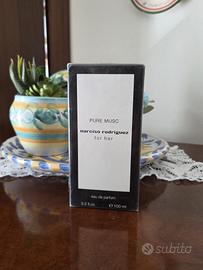 PURE MUSC
narciso rodriguez
for her
eau de parfum
3.3 fl.oz. ℮ 100 ml
subito